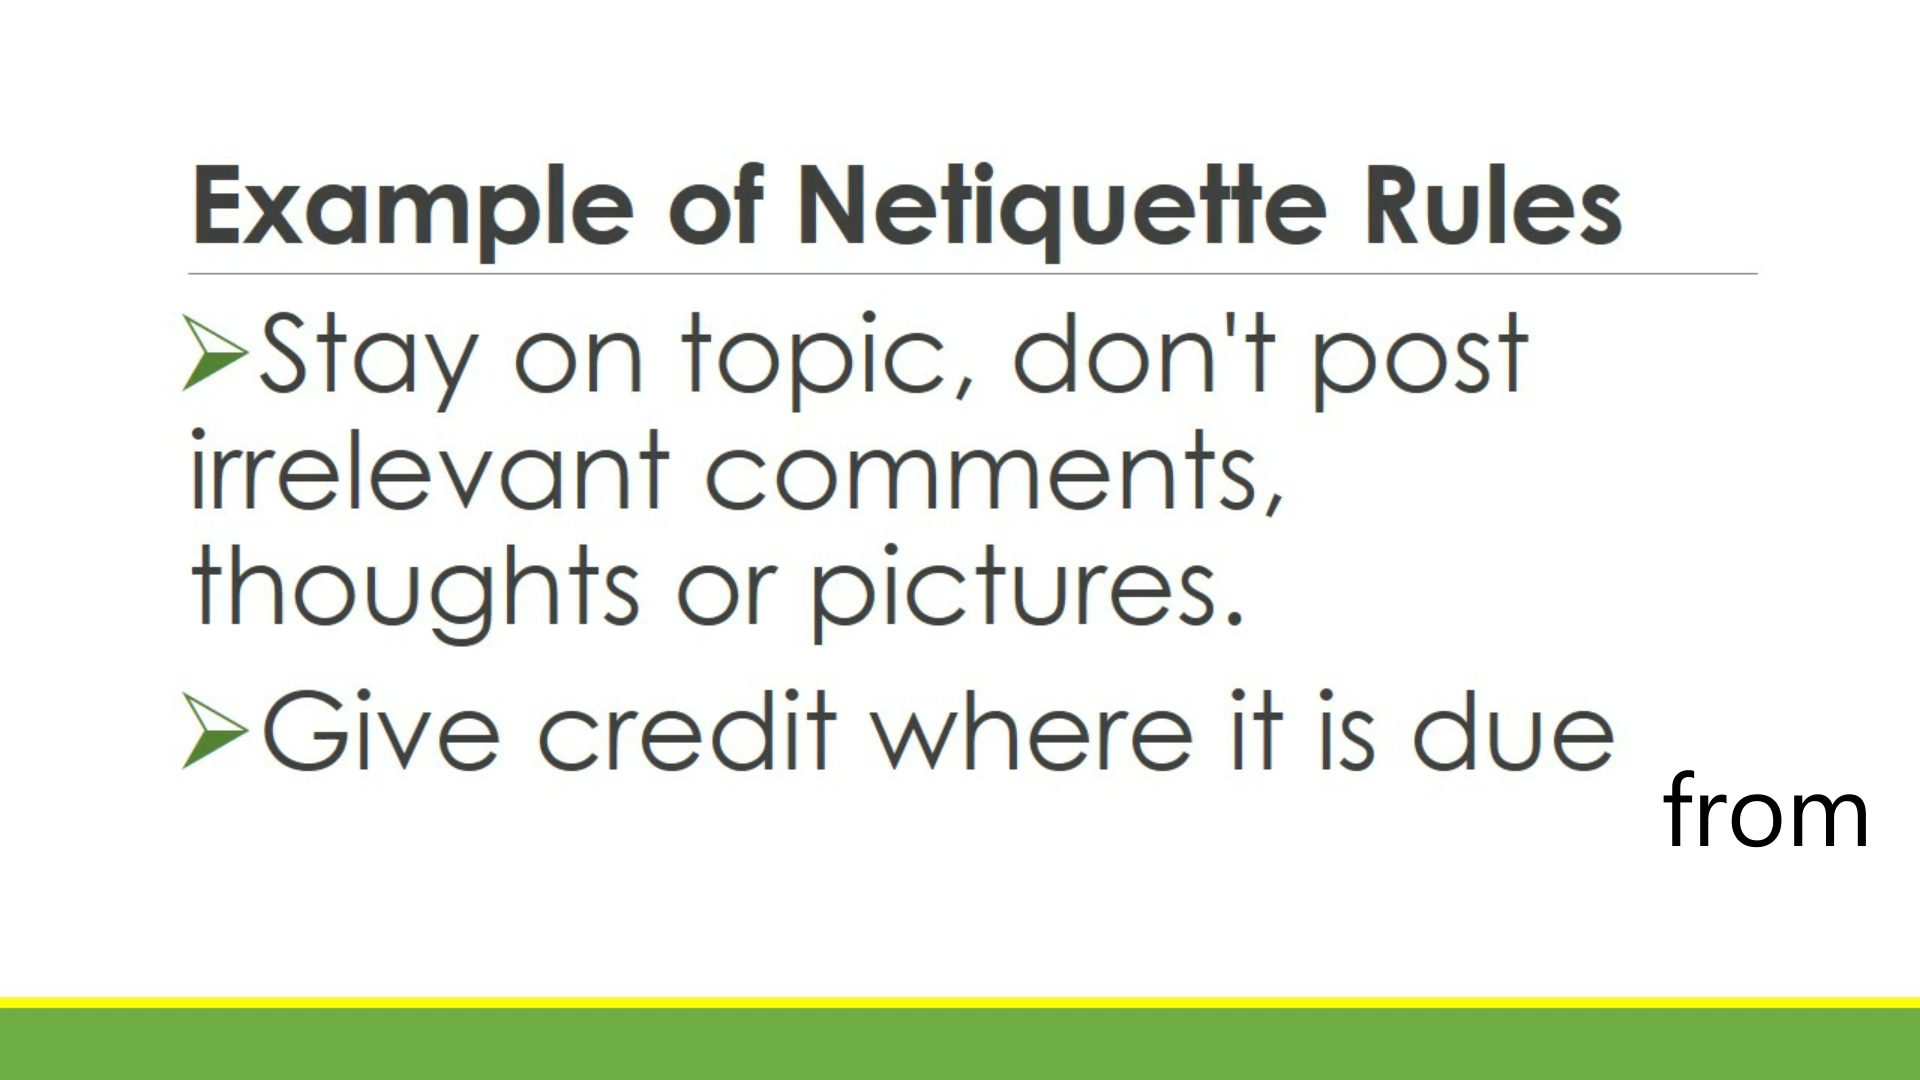 Example of Netiquette Rules
Stay on topic, don't post
irrelevant comments,
thoughts or pictures.
Give credit where it is due
from